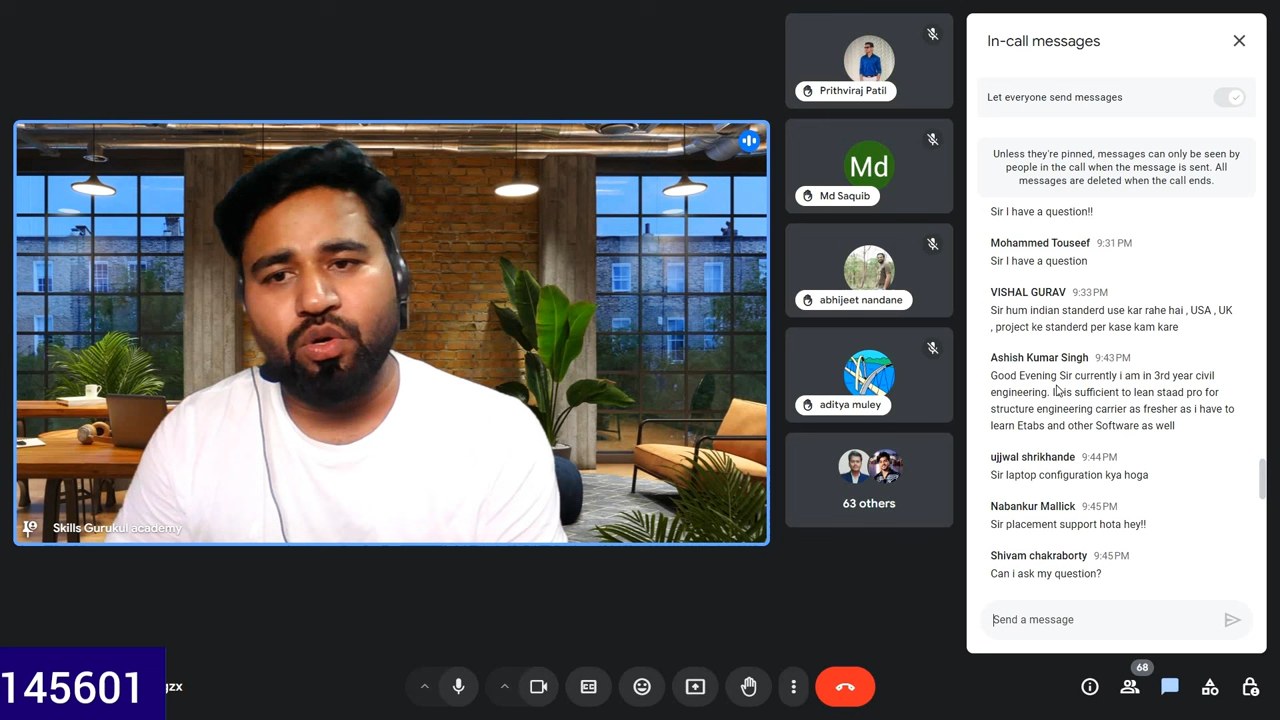 Prithviraj Patil
Md
Md Saquib
abhijeet nandane
aditya muley
63 others
Skills Gurukul academy
In-call messages
Let everyone send messages
Unless they're pinned, messages can only be seen by
people in the call when the message is sent. All
messages are deleted when the call ends.
Sir I have a question!!
Mohammed Touseef 9:31 PM
Sir I have a question
VISHAL GURAV 9:33 PM
Sir hum indian standerd use kar rahe hai , USA , UK
, project ke standerd per kase kam kare
Ashish Kumar Singh 9:43 PM
Good Evening Sir currently i am in 3rd year civil
engineering. is sufficient to lean staad pro for
structure engineering carrier as fresher as i have to
learn Etabs and other Software as well
ujjwal shrikhande 9:44 PM
Sir laptop configuration kya hoga
Nabankur Mallick 9:45 PM
Sir placement support hota hey!!
Shivam chakraborty 9:45 PM
Can i ask my question?
Send a message
145601
gzx
68